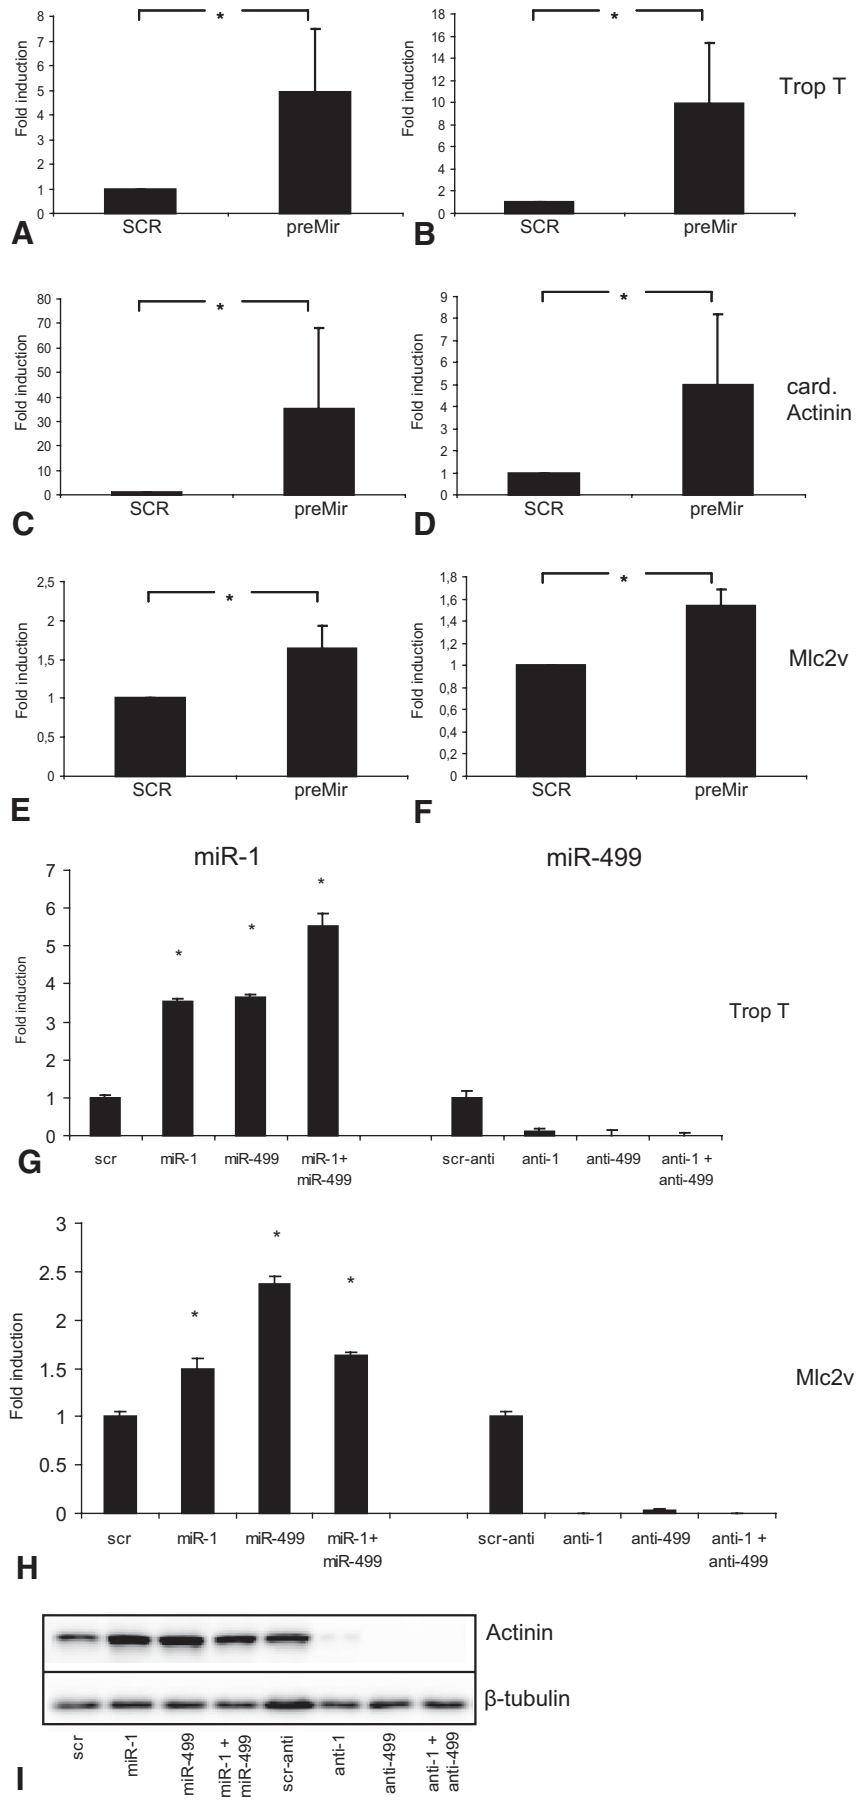 8
7
6
5
4
3
2
1
0
Fold induction
*
SCR
preMir
A
18
16
14
12
10
8
6
4
2
0
Fold induction
*
SCR
preMir
B
Trop T
80
70
60
50
40
30
20
10
0
Fold induction
*
SCR
preMir
C
9
8
7
6
5
4
3
2
1
0
Fold induction
*
SCR
preMir
D
card.
Actinin
2,5
2
1,5
1
0,5
0
Fold induction
*
SCR
preMir
E
1,8
1,6
1,4
1,2
1
0,8
0,6
0,4
0,2
0
Fold induction
*
SCR
preMir
F
Mlc2v
miR-1
miR-499
7
6
5
4
3
2
1
0
Fold induction
*
*
*
scr
miR-1
miR-499
miR-1+
miR-499
scr-anti
anti-1
anti-499
anti-1 +
anti-499
Trop T
G
3
2.5
2
1.5
1
0.5
0
Fold induction
*
*
*
scr
miR-1
miR-499
miR-1+
miR-499
scr-anti
anti-1
anti-499
anti-1 +
anti-499
Mlc2v
H
Actinin
β-tubulin
scr
miR-1
miR-499
miR-1 +
miR-499
scr-anti
anti-1
anti-499
anti-1 +
anti-499
I